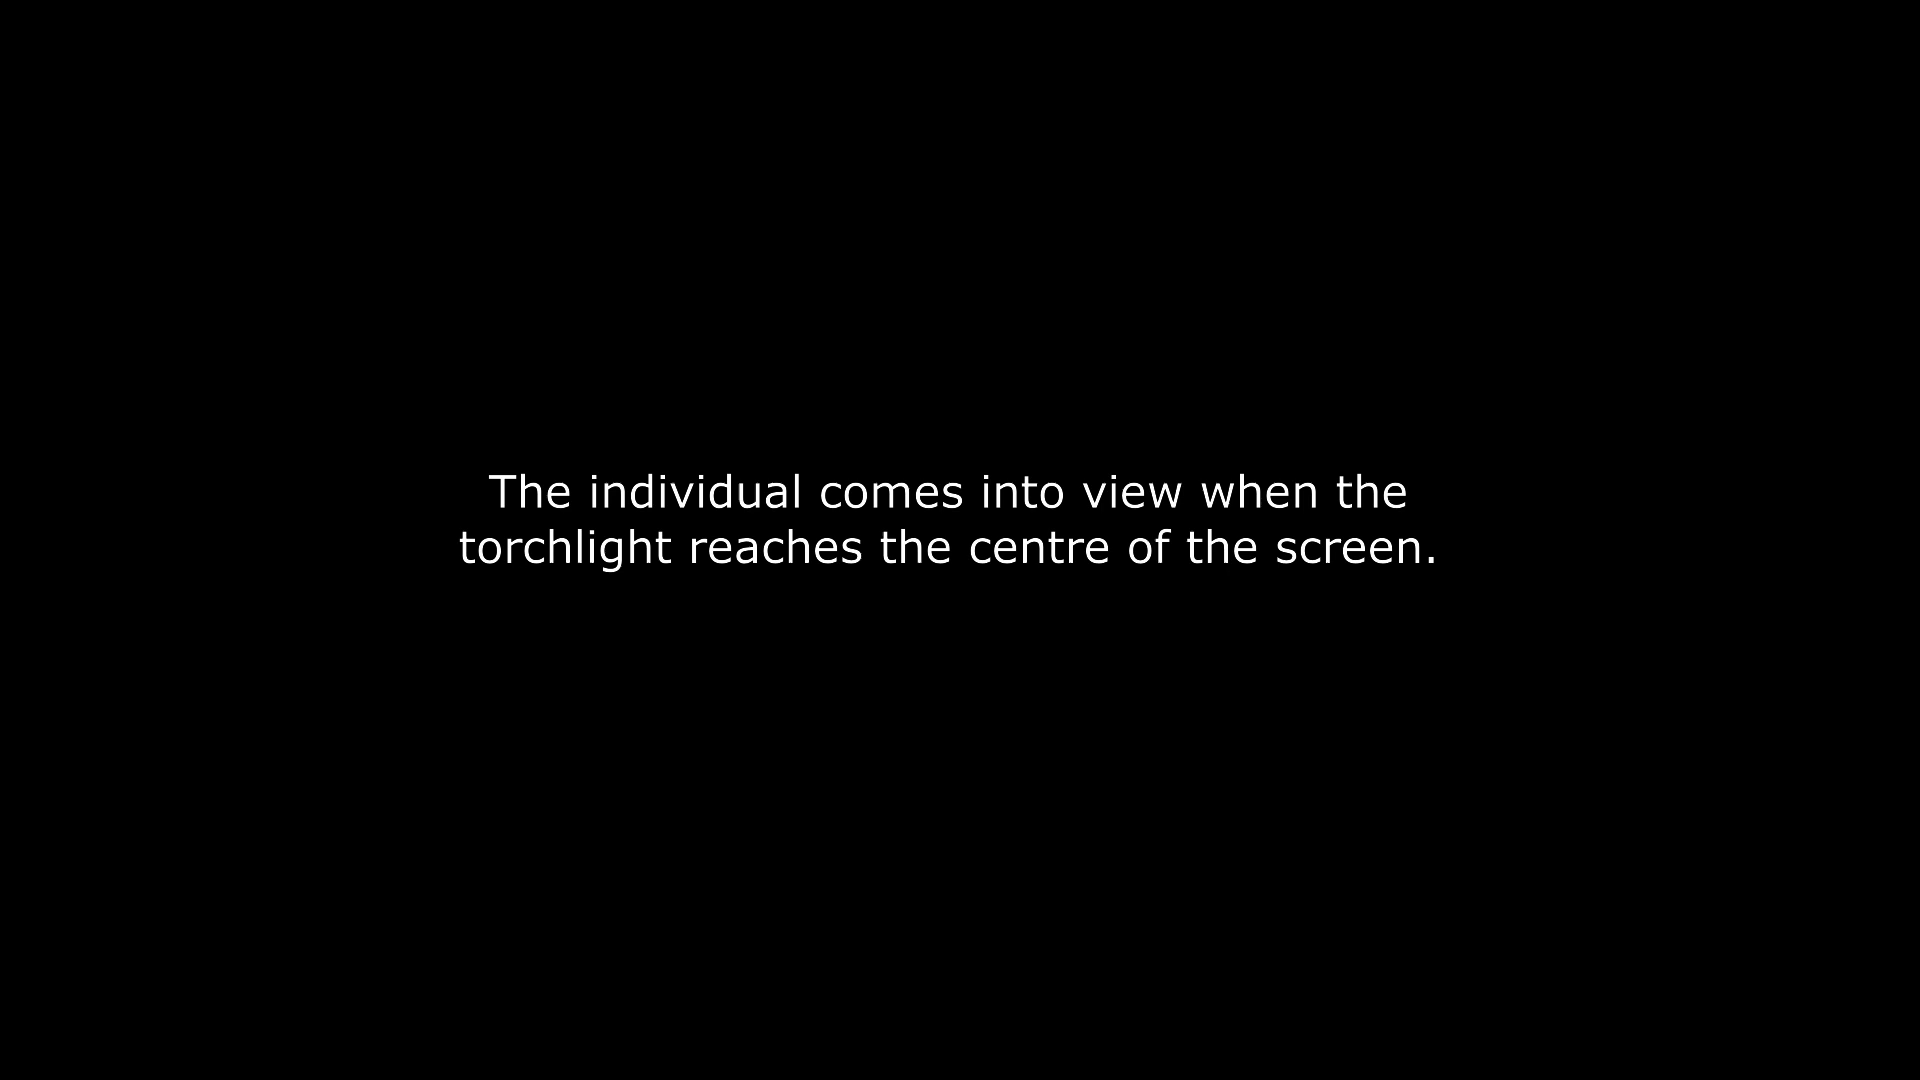 The individual comes into view when the
torchlight reaches the centre of the screen.